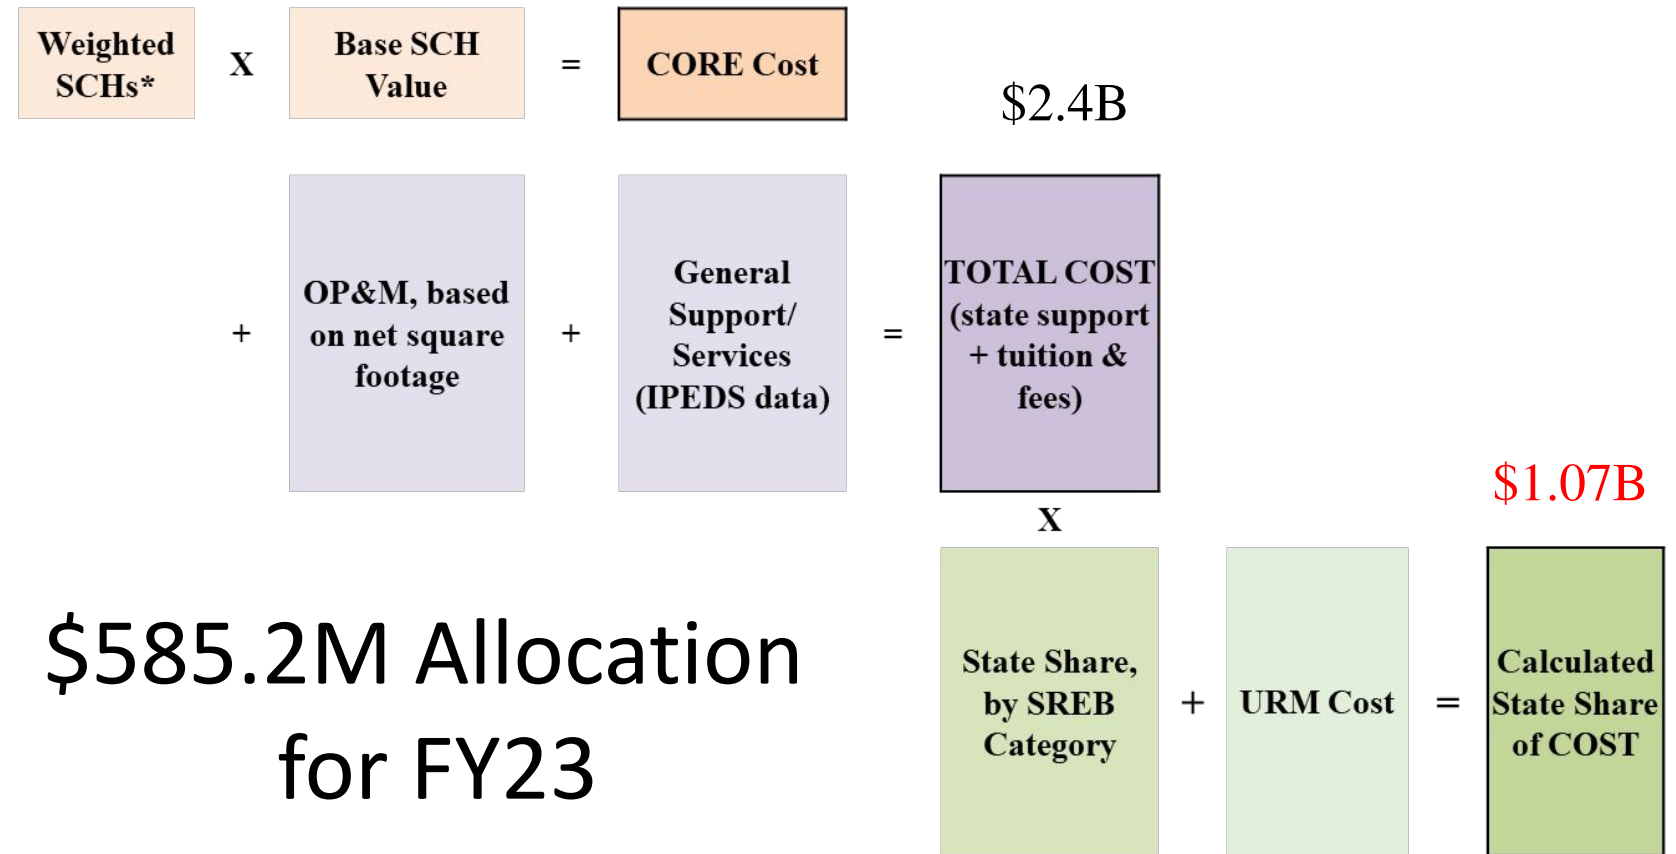 Weighted
SCHs*
X
Base SCH
Value
=
CORE Cost
$2.4B
+
OP&M, based
on net square
footage
+
General
Support/
Services
(IPEDS data)
=
TOTAL COST
(state support
+ tuition &
fees)
$1.07B
X
$585.2M Allocation
for FY23
State Share,
by SREB
Category
+
URM Cost
=
Calculated
State Share
of COST